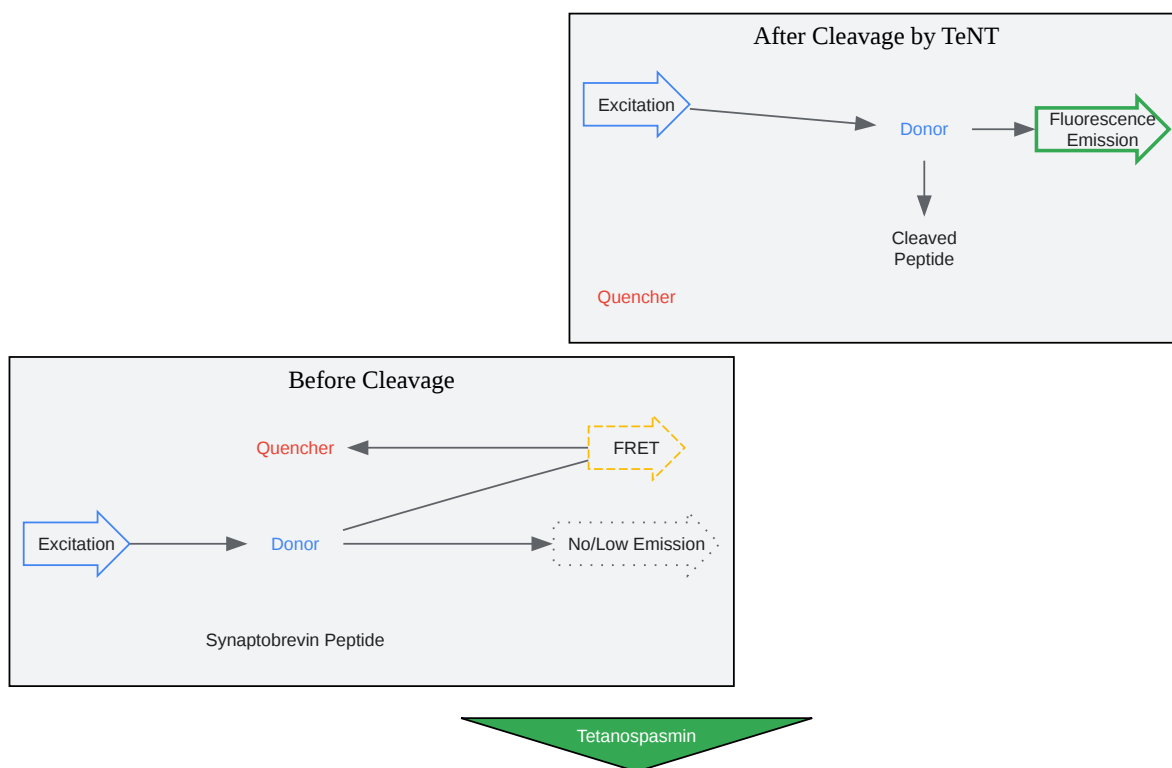 After Cleavage by TeNT
Excitation
Donor
Fluorescence
Emission
Cleaved
Peptide
Quencher
Before Cleavage
Quencher
FRET
Excitation
Donor
No/Low Emission
Synaptobrevin Peptide
Tetanospasmin